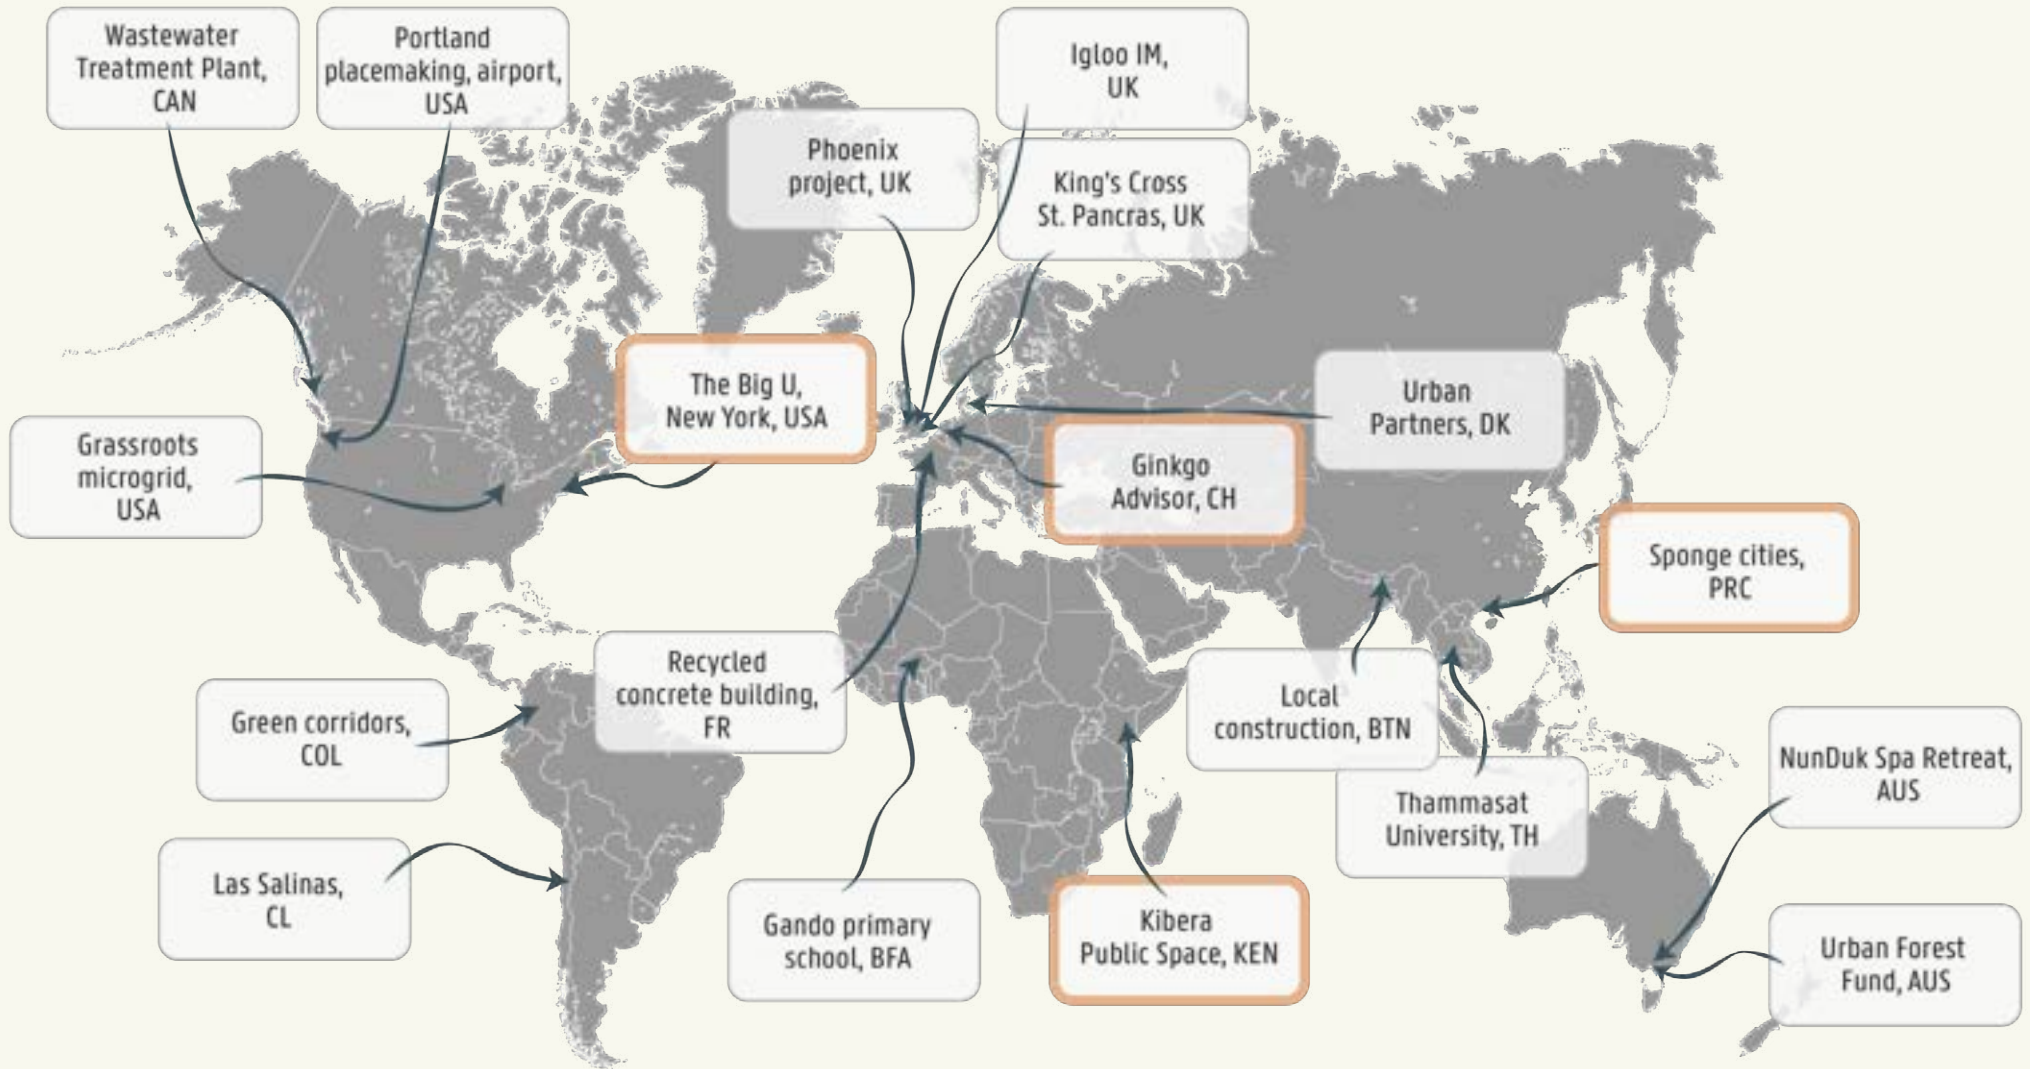 Wastewater
Treatment Plant,
CAN
Portland
placemaking, airport,
USA
Igloo IM,
UK
Phoenix
project, UK
King's Cross
St. Pancras, UK
The Big U,
New York, USA
Urban
Partners, DK
Grassroots
microgrid,
USA
Ginkgo
Advisor, CH
Sponge cities,
PRC
Recycled
concrete building,
FR
Green corridors,
COL
Local
construction, BTN
NunDuk Spa Retreat,
AUS
Thammasat
University, TH
Las Salinas,
CL
Gando primary
school, BFA
Kibera
Public Space, KEN
Urban Forest
Fund, AUS